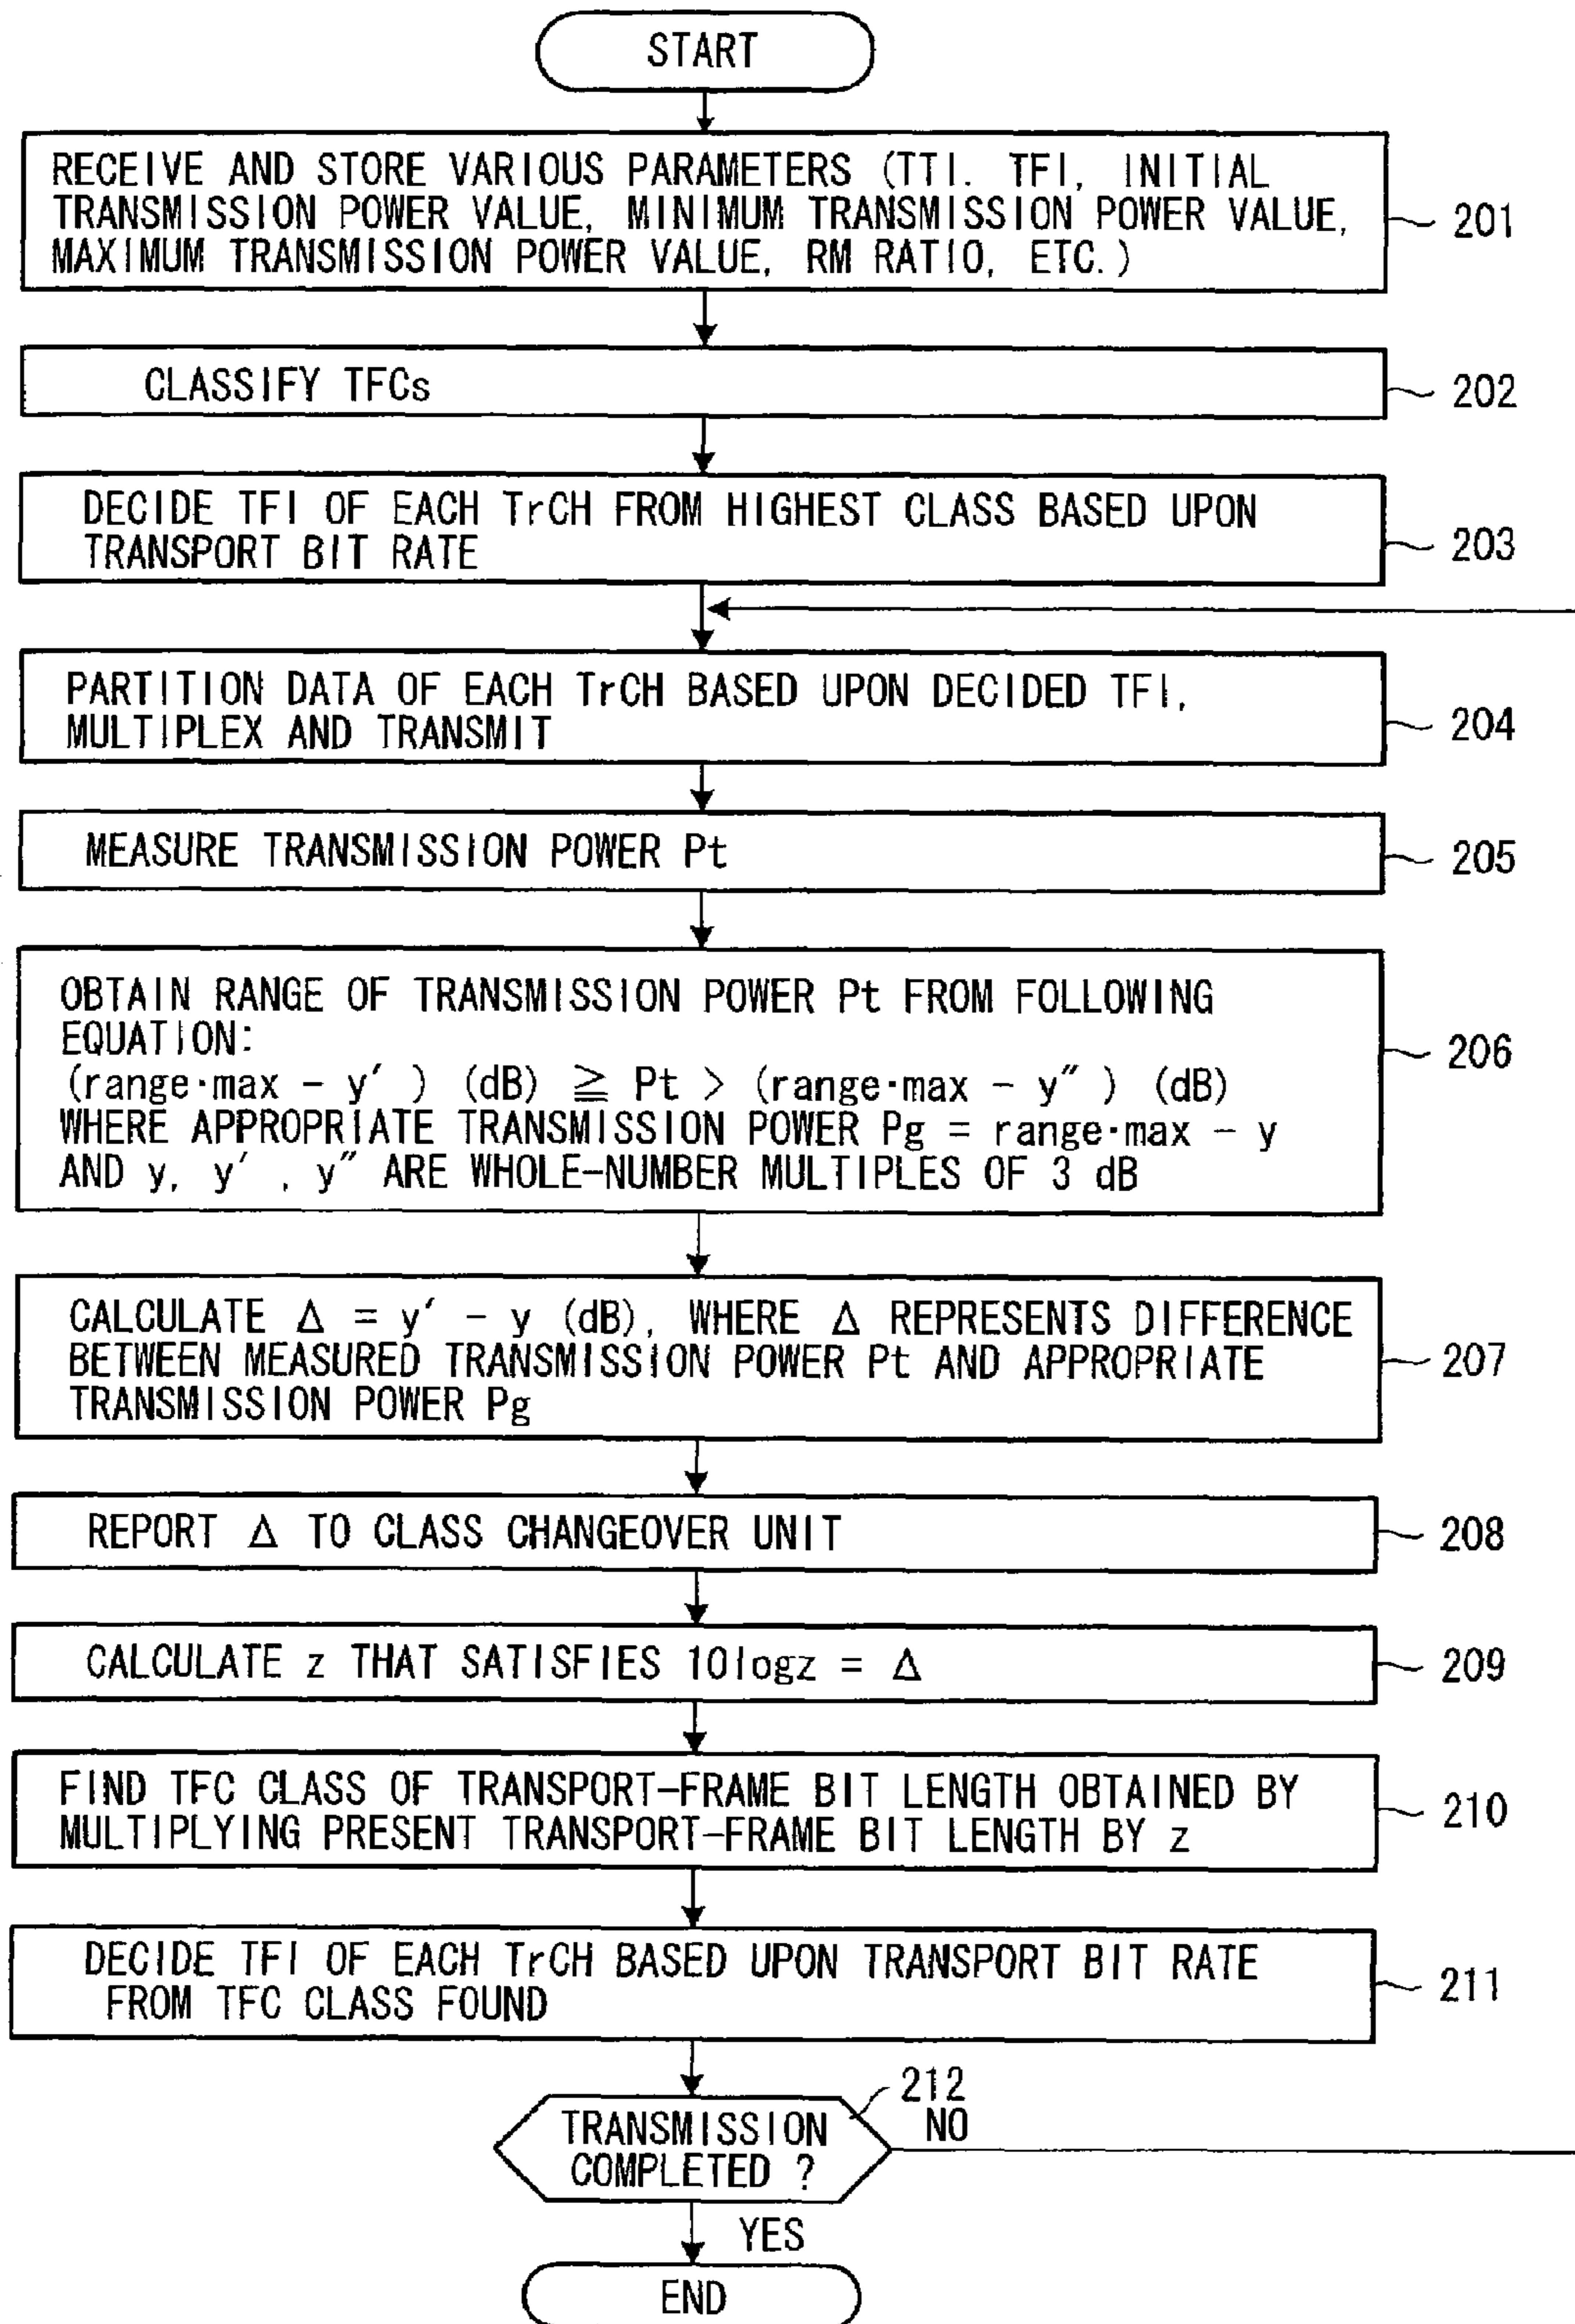 START
RECEIVE AND STORE VARIOUS PARAMETERS (TTI. TFI, INITIAL
TRANSMISSION POWER VALUE, MINIMUM TRANSMISSION POWER VALUE,
MAXIMUM TRANSMISSION POWER VALUE, RM RATIO, ETC.)
201
CLASSIFY TFCs
202
DECIDE TFI OF EACH TrCH FROM HIGHEST CLASS BASED UPON
TRANSPORT BIT RATE
203
PARTITION DATA OF EACH TrCH BASED UPON DECIDED TFI,
MULTIPLEX AND TRANSMIT
204
MEASURE TRANSMISSION POWER Pt
205
OBTAIN RANGE OF TRANSMISSION POWER Pt FROM FOLLOWING
EQUATION:
(range·max - y′ ) (dB) ≧ Pt > (range·max - y″ ) (dB)
WHERE APPROPRIATE TRANSMISSION POWER Pg = range·max - y
AND y, y′ , y″ ARE WHOLE-NUMBER MULTIPLES OF 3 dB
206
CALCULATE Δ = y′ - y (dB), WHERE Δ REPRESENTS DIFFERENCE
BETWEEN MEASURED TRANSMISSION POWER Pt AND APPROPRIATE
TRANSMISSION POWER Pg
207
REPORT Δ TO CLASS CHANGEOVER UNIT
208
CALCULATE z THAT SATISFIES 10logz = Δ
209
FIND TFC CLASS OF TRANSPORT-FRAME BIT LENGTH OBTAINED BY
MULTIPLYING PRESENT TRANSPORT-FRAME BIT LENGTH BY z
210
DECIDE TFI OF EACH TrCH BASED UPON TRANSPORT BIT RATE
FROM TFC CLASS FOUND
211
212
TRANSMISSION
COMPLETED ?
NO
YES
END